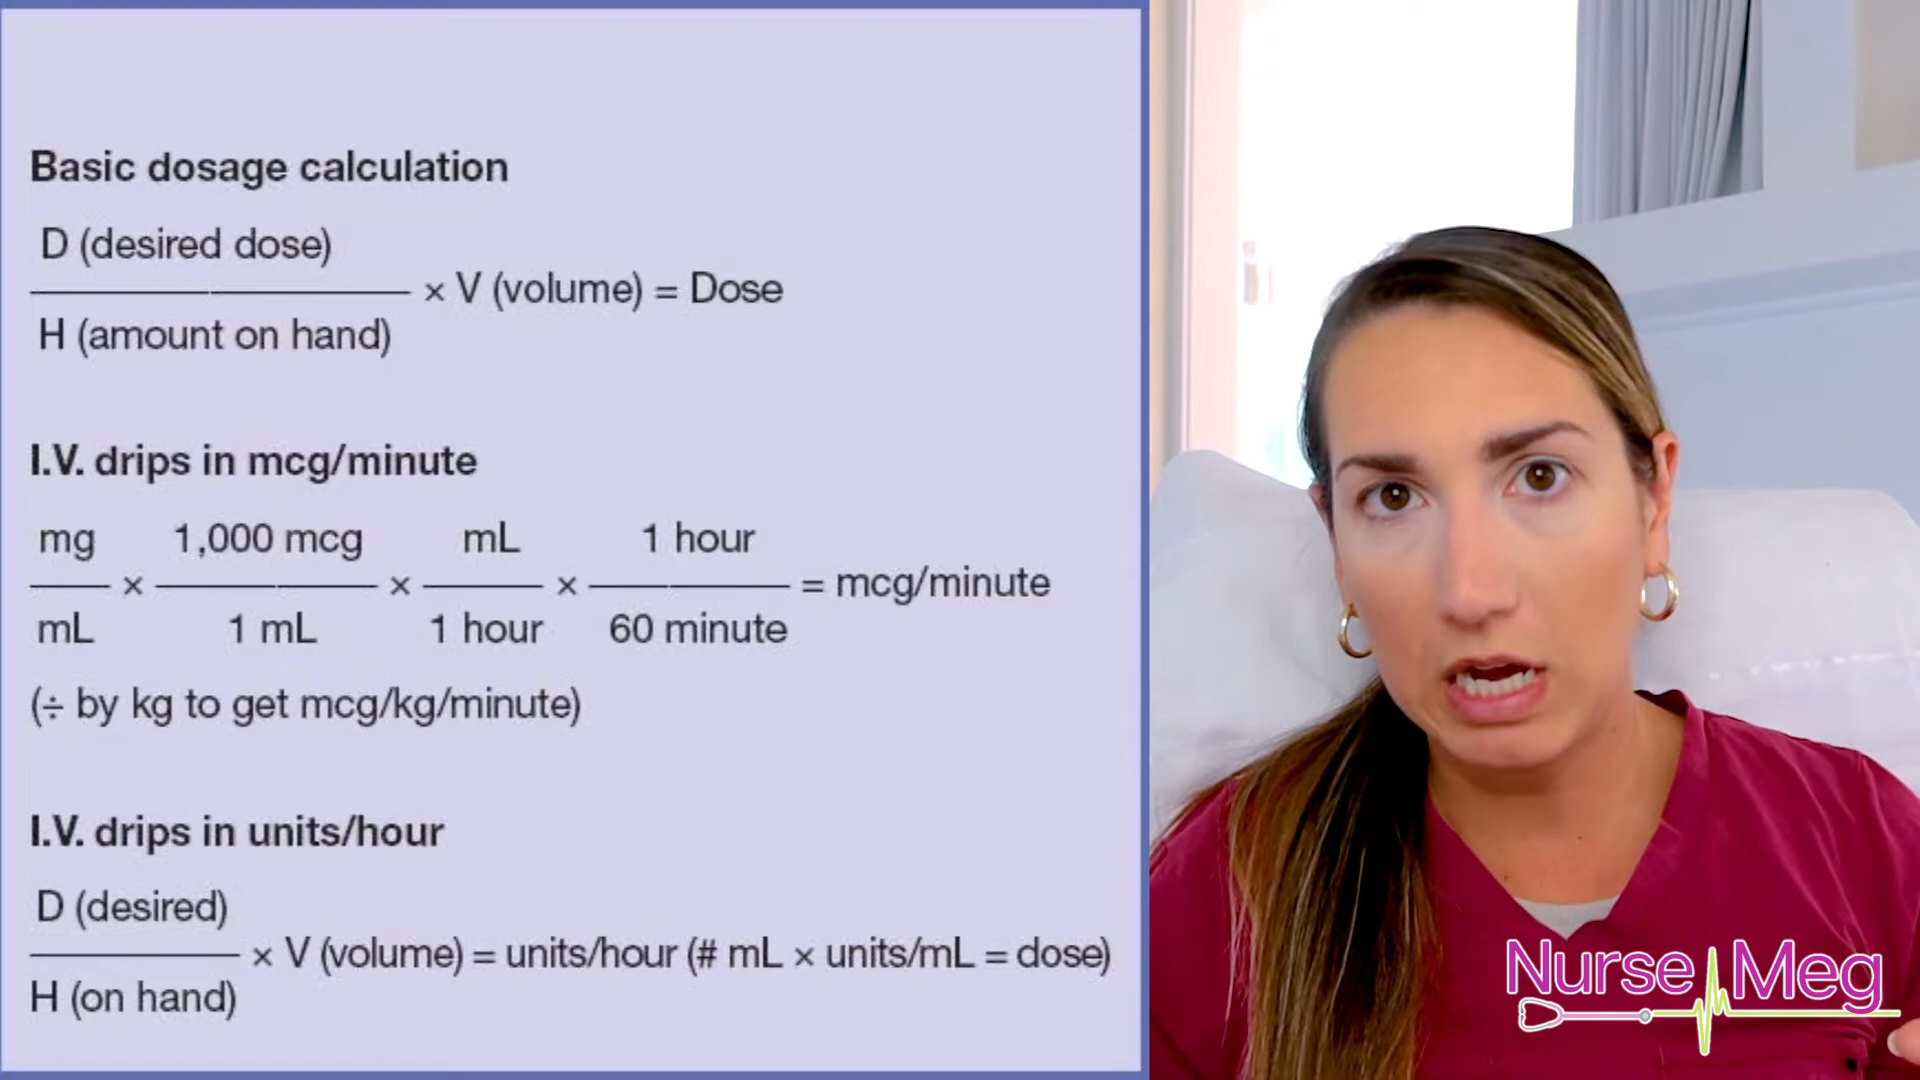 Basic dosage calculation
D (desired dose)
× V (volume) = Dose
H (amount on hand)
I.V. drips in mcg/minute
mg 1,000 mcg mL 1 hour
× × × = mcg/minute
mL 1 mL 1 hour 60 minute
(÷ by kg to get mcg/kg/minute)
I.V. drips in units/hour
D (desired)
× V (volume) = units/hour (# mL × units/mL = dose)
H (on hand)
Nurse Meg